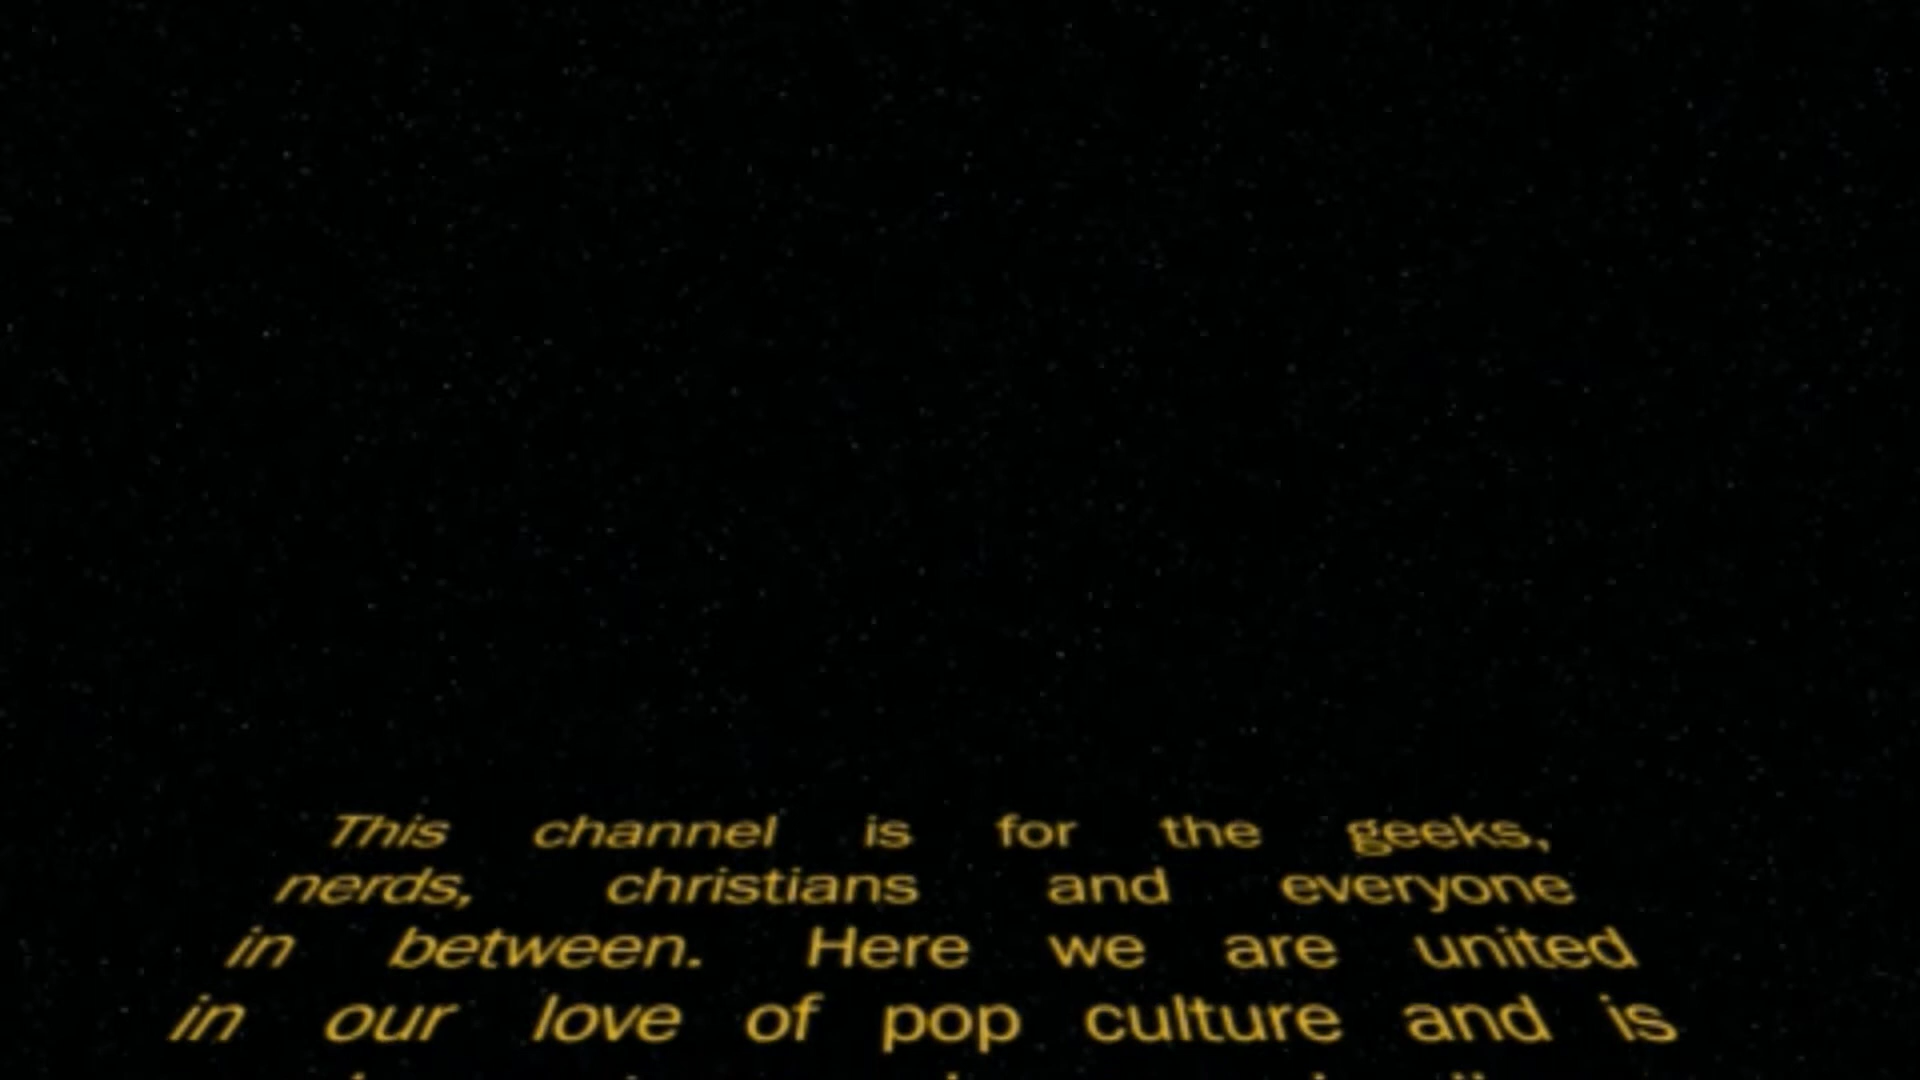 This channel is for the geeks,
nerds, christians and everyone
in between. Here we are united
in our love of pop culture and is